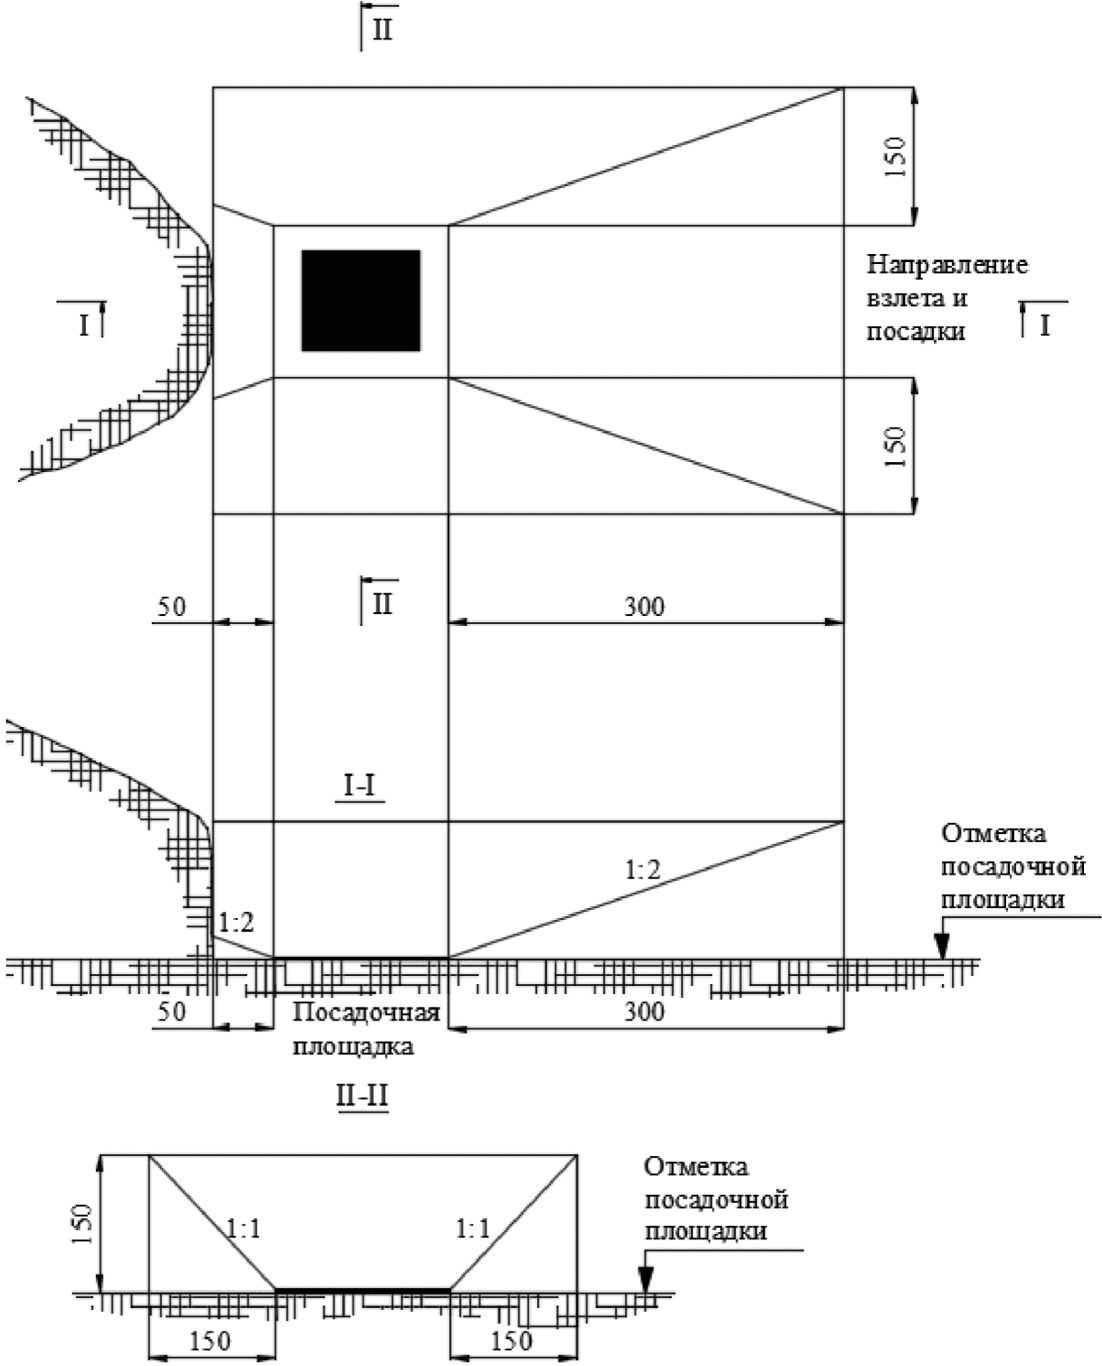 II
150
Направление
взлета и
посадки
I
I
150
II
50
300
I-I
Отметка
посадочной
площадки
1:2
1:2
50
Посадочная
площадка
300
II-II
Отметка
посадочной
площадки
150
1:1
1:1
150
150